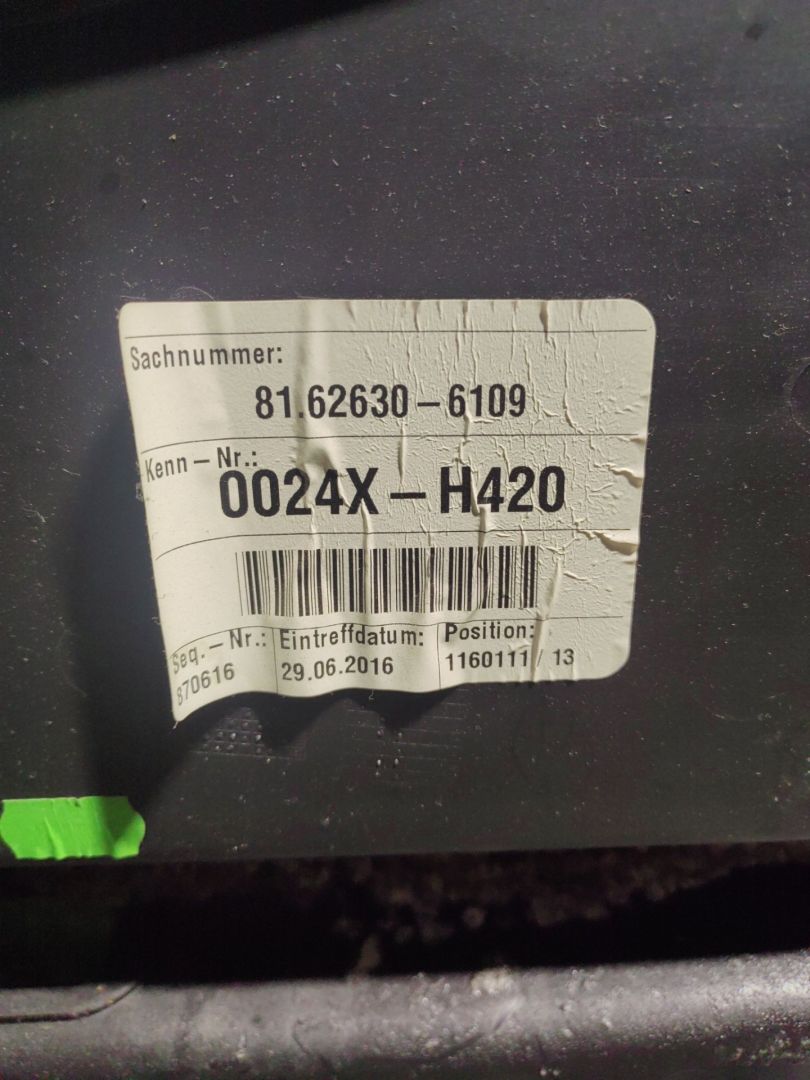 Sachnummer:
81.62630 – 6109
Kenn – Nr.:
0024X – H420
Seq. – Nr.: Eintreffdatum: Position:
870616 29.06.2016 1160111 / 13